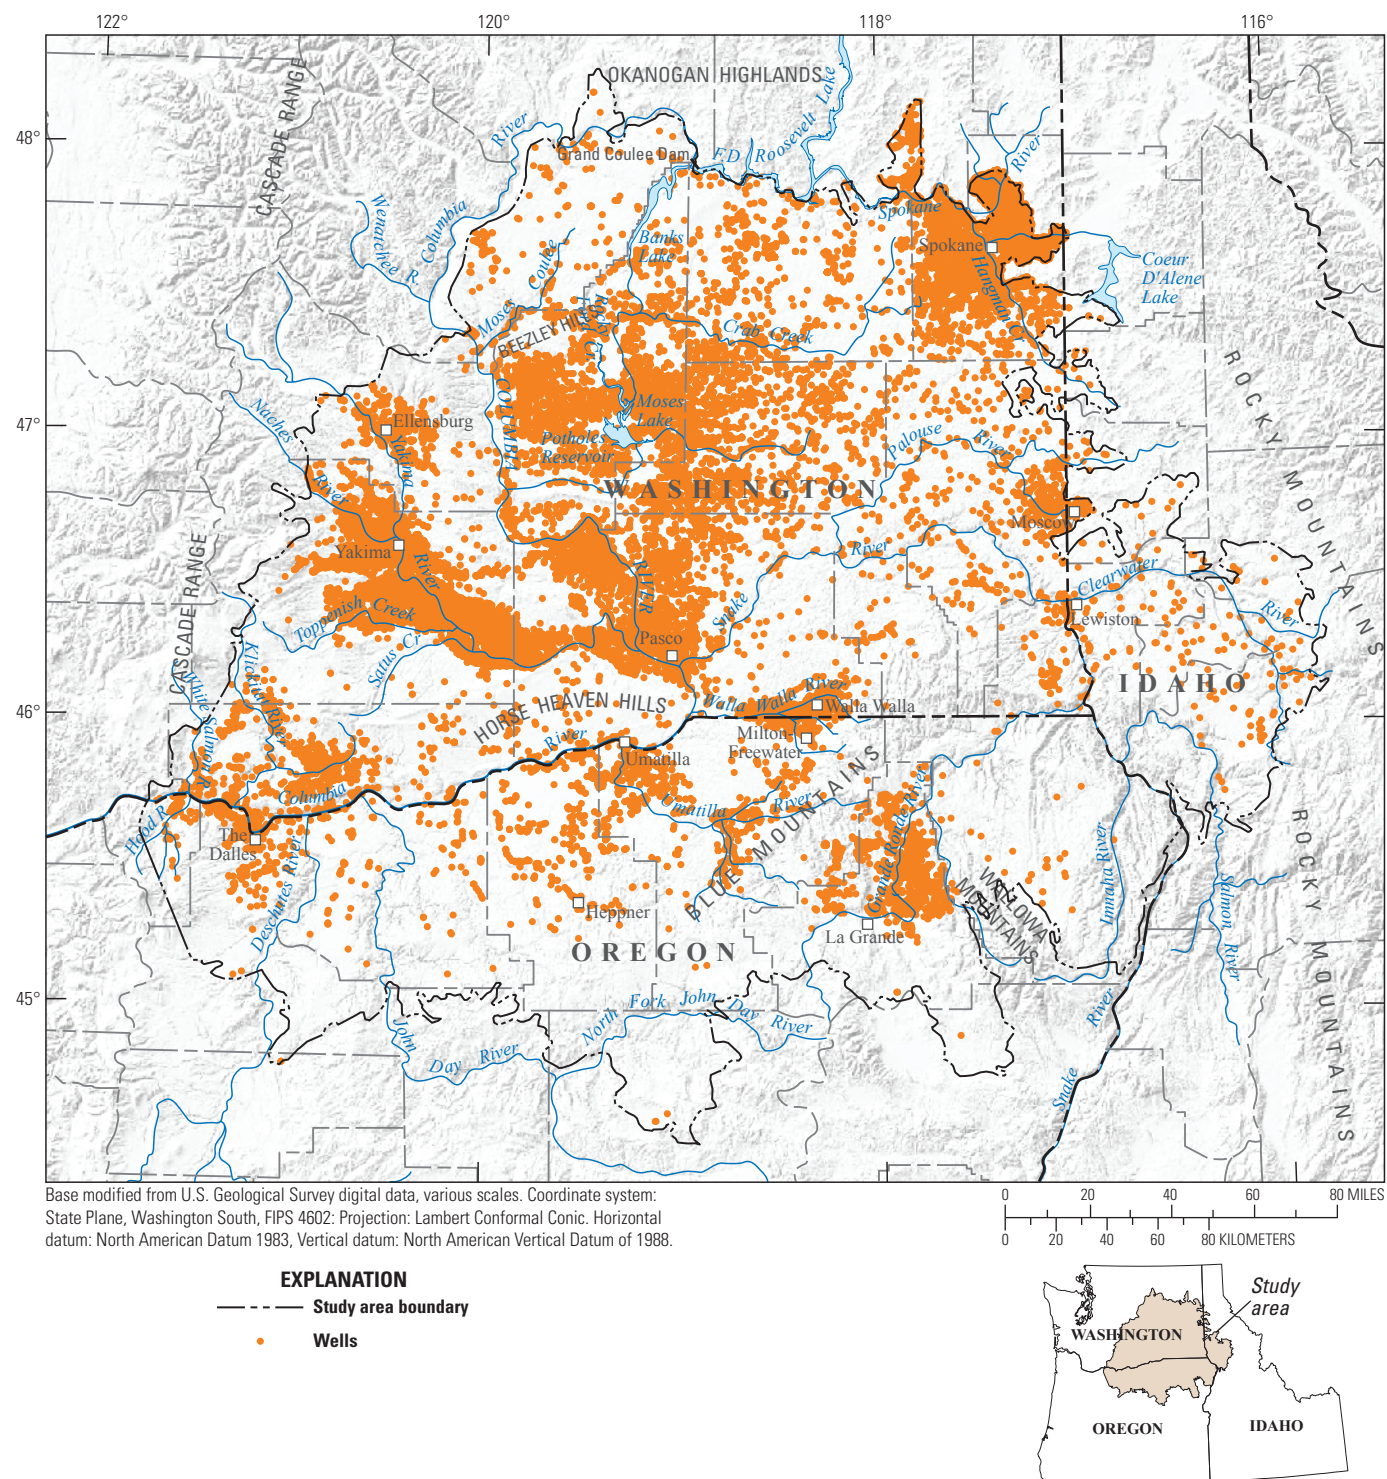 122°
120°
118°
116°
48°
47°
46°
45°
OKANOGAN HIGHLANDS
CASCADE RANGE
River
Grand Coulee Dam
F.D. Roosevelt Lake
River
Spokane
Wenatchee R.
Columbia
Banks
Lake
Spokane
Hangman Cr
Coeur
D'Alene
Lake
Moses Coulee
BEEZLEY HILLS
Crab Creek
ROCKY MOUNTAINS
COLUMBIA
Moses
Lake
Ellensburg
Naches
Yakima
Potholes
Reservoir
Palouse
River
WASHINGTON
River
Moscow
Yakima
River
RIVER
River
Clearwater
River
CASCADE RANGE
Toppenish Creek
Snake
Lewiston
Satus Cr
Pasco
Klickitat River
White Salmon R.
IDAHO
HORSE HEAVEN HILLS
Walla Walla River
Walla Walla
Milton-
Freewater
River
Umatilla
Columbia
Umatilla River
BLUE MOUNTAINS
Hood R.
The
Dalles
Deschutes River
Grande Ronde River
Imnaha River
Salmon River
ROCKY MOUNTAINS
WALLOWA
MOUNTAINS
Heppner
La Grande
OREGON
North Fork John Day River
John
Day River
River
Snake
Base modified from U.S. Geological Survey digital data, various scales. Coordinate system:
State Plane, Washington South, FIPS 4602: Projection: Lambert Conformal Conic. Horizontal
datum: North American Datum 1983, Vertical datum: North American Vertical Datum of 1988.
0 20 40 60 80 MILES
0 20 40 60 80 KILOMETERS
EXPLANATION
Study area boundary
Wells
Study
area
WASHINGTON
OREGON
IDAHO